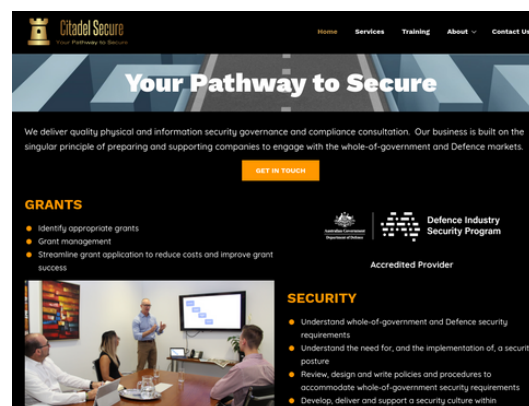 Citadel Secure
Your Pathway to Secure
Home
Services
Training
About
Contact Us
Your Pathway to Secure
We deliver quality physical and information security governance and compliance consultation. Our business is built on the
singular principle of preparing and supporting companies to engage with the whole-of-government and Defence markets.
GET IN TOUCH
GRANTS
Identify appropriate grants
Grant management
Streamline grant application to reduce costs and improve grant
success
Australian Government
Department of Defence
Defence Industry
Security Program
Accredited Provider
SECURITY
Understand whole-of-government and Defence security
requirements
Understand the need for, and the implementation of, a securit
posture
Review, design and write policies and procedures to
accommodate whole-of-government security requirements
Develop, deliver and support a security culture within